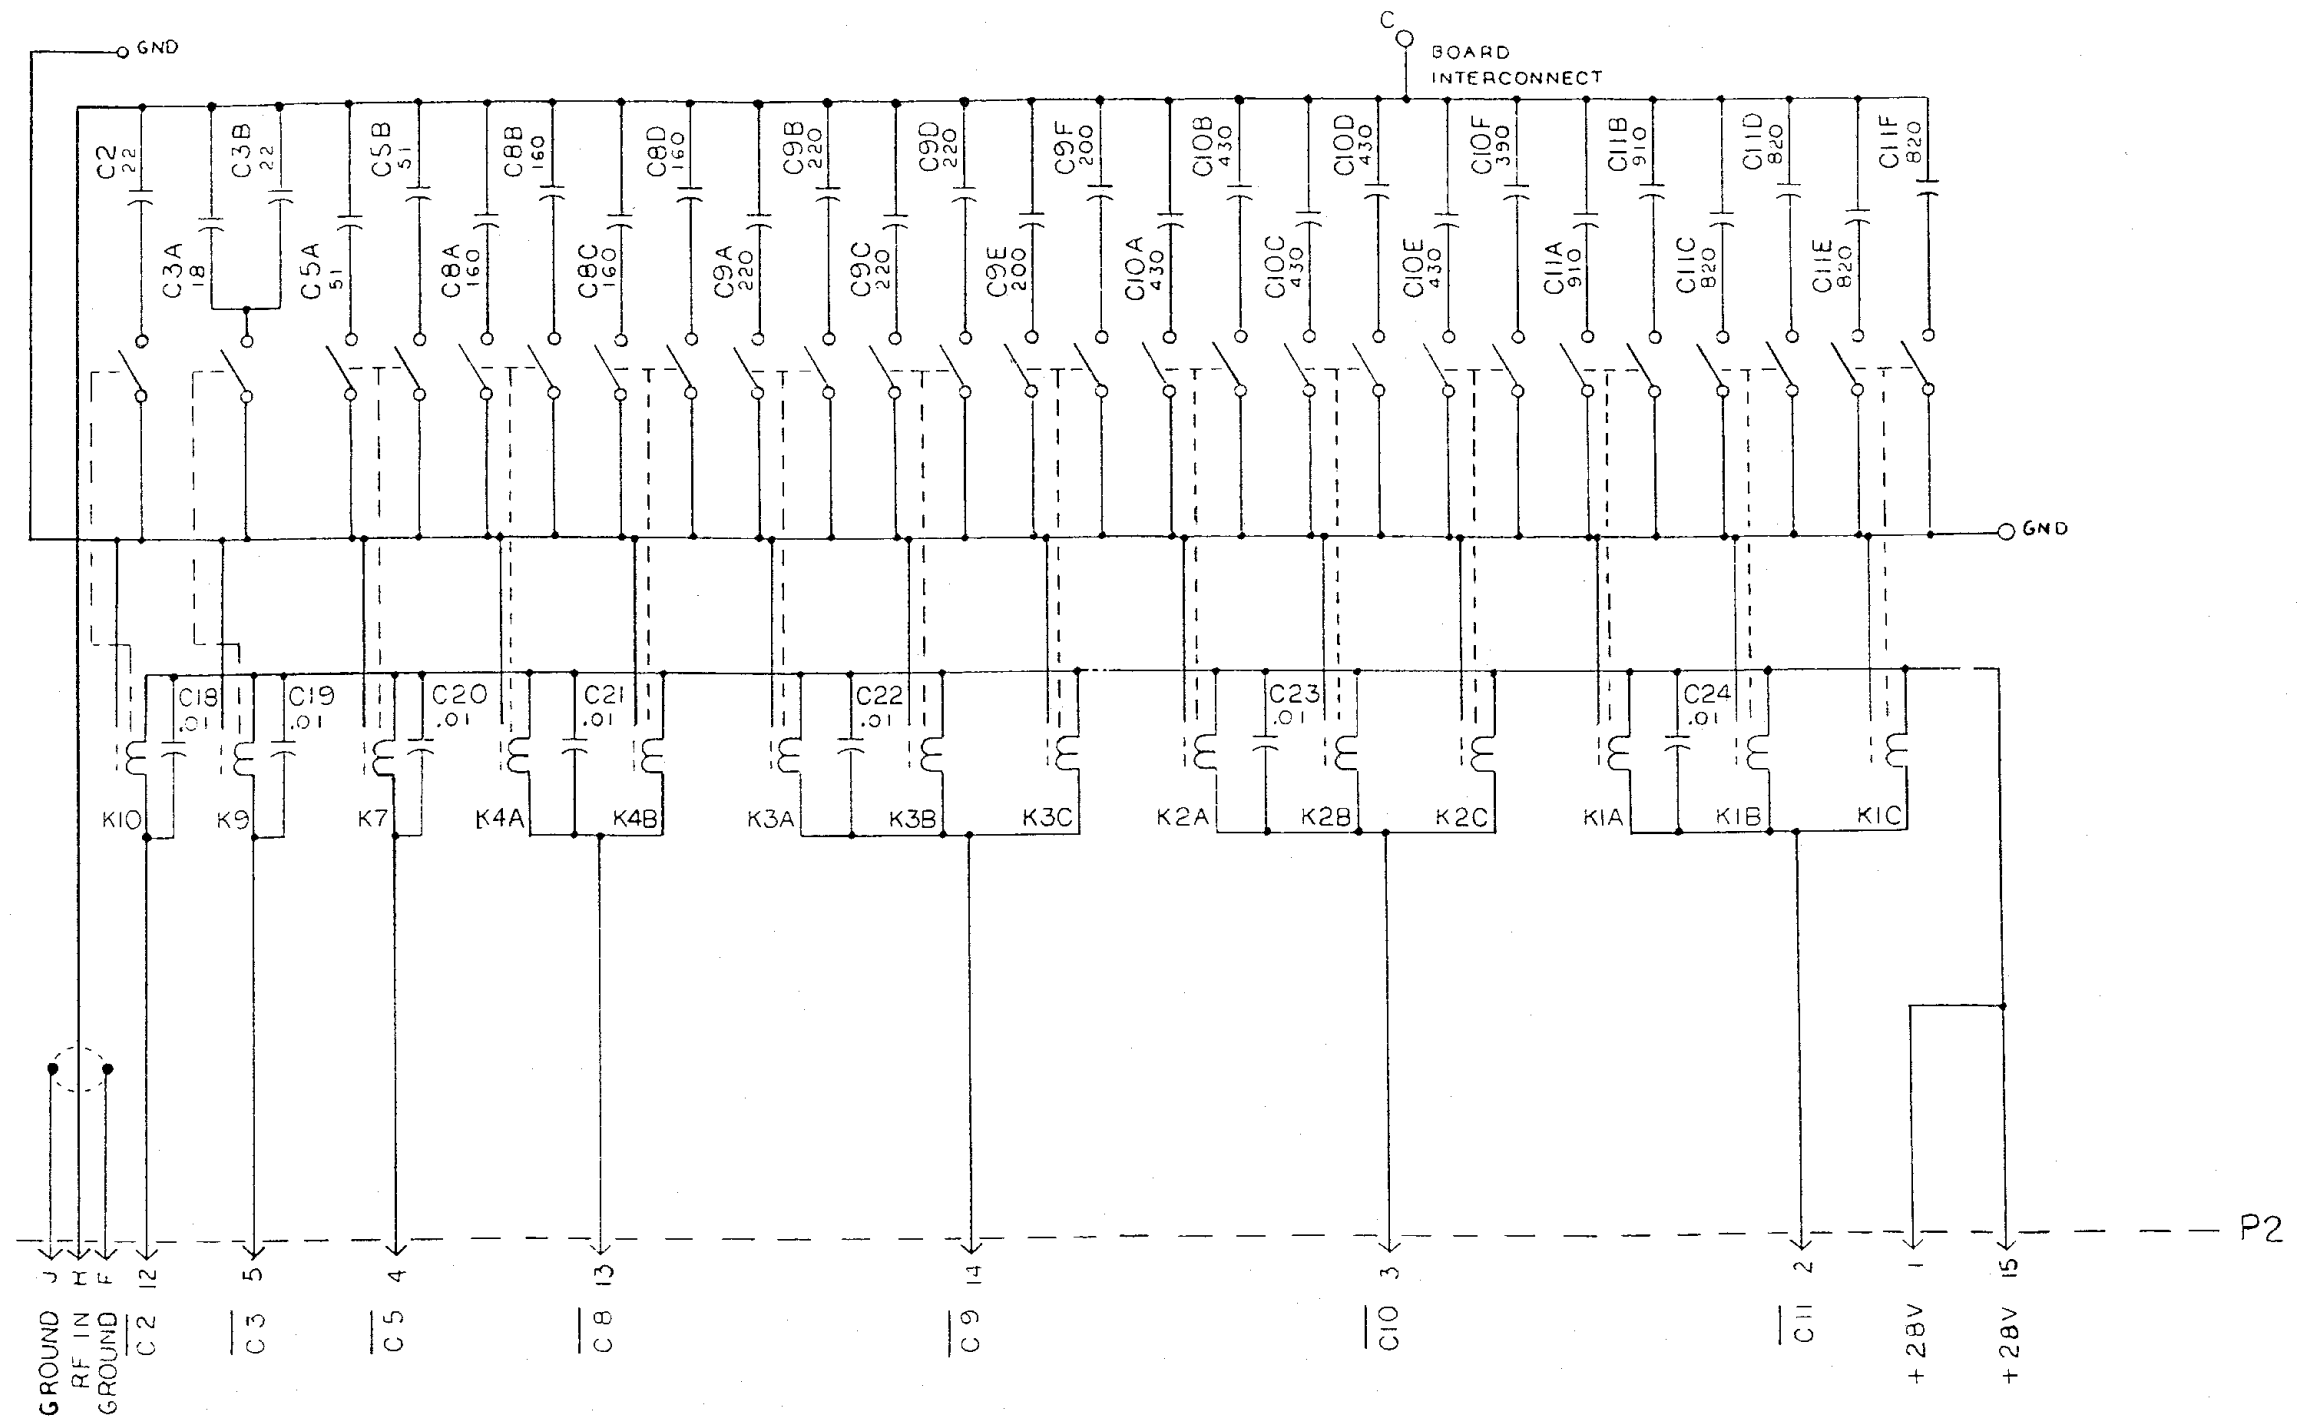 C
GND
BOARD
INTERCONNECT
C2
22
C3B
22
C5B
51
C8B
160
C8D
160
C9B
220
C9D
220
C9F
200
C10B
430
C10D
430
C10F
390
C11B
910
C11D
820
C11F
820
C3A
18
C5A
51
C8A
160
C8C
160
C9A
220
C9C
220
C9E
200
C10A
430
C10C
430
C10E
430
C11A
910
C11C
820
C11E
820
GND
C18
.01
C19
.01
C20
.01
C21
.01
C22
.01
C23
.01
C24
.01
K10
K9
K7
K4A
K4B
K3A
K3B
K3C
K2A
K2B
K2C
K1A
K1B
K1C
P2
GROUND J
RF IN H
GROUND F
C2 12
C3 5
C5 4
C8 13
C9 14
C10 3
C11 2
+28V 1
+28V 15